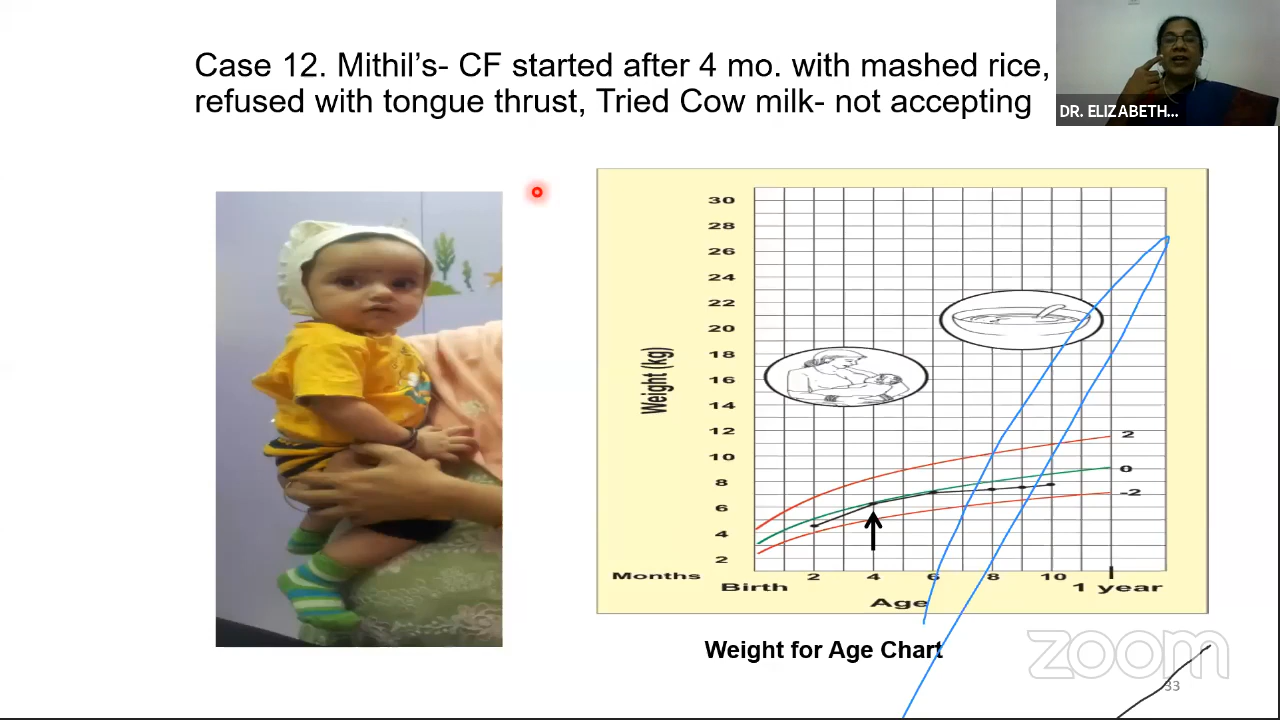 Case 12. Mithil's- CF started after 4 mo. with mashed rice,
refused with tongue thrust, Tried Cow milk- not accepting
DR. ELIZABETH...
Weight (kg)
30
28
26
24
22
20
18
16
14
12
10
8
6
4
2
2
0
-2
Months
2
4
6
8
10
Birth
1 year
Age
Weight for Age Chart
zoom
33